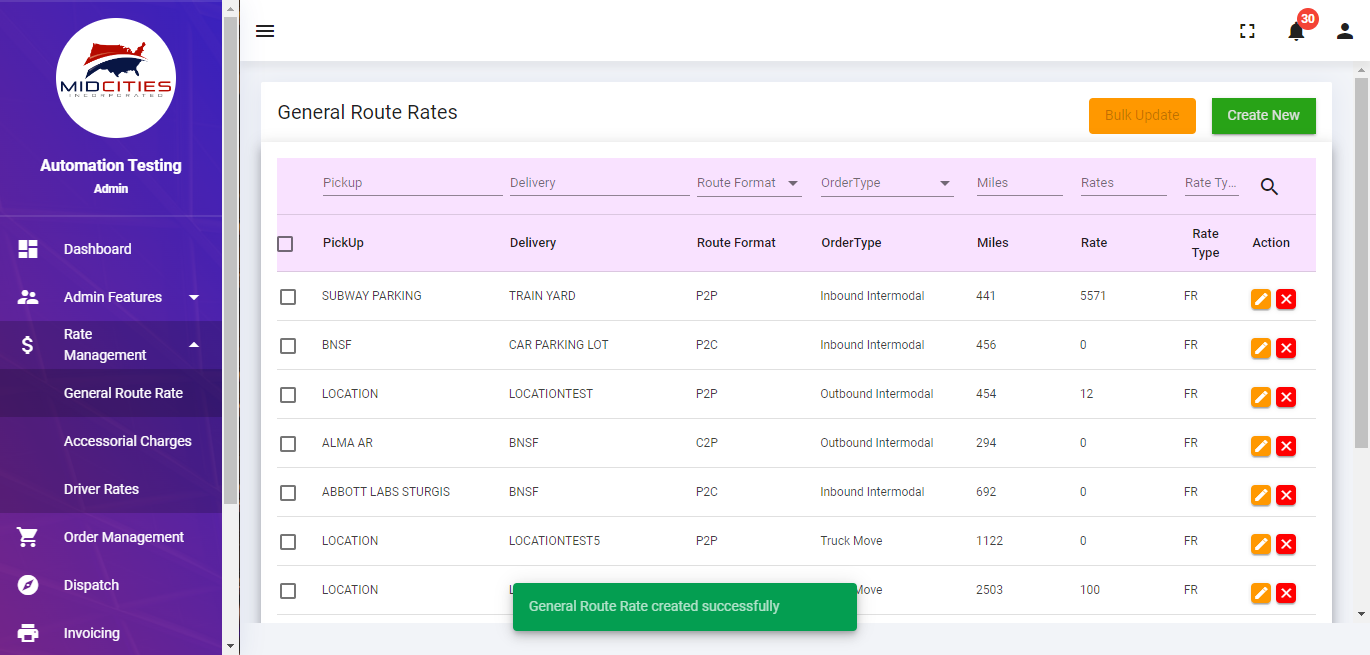 MIDCITIES
INCORPORATED
Automation Testing
Admin
Dashboard
Admin Features
Rate
Management
General Route Rate
Accessorial Charges
Driver Rates
Order Management
Dispatch
Invoicing
30
General Route Rates
Bulk Update
Create New
Pickup Delivery Route Format OrderType Miles Rates Rate Ty...
PickUp Delivery Route Format OrderType Miles Rate Rate Type Action
SUBWAY PARKING TRAIN YARD P2P Inbound Intermodal 441 5571 FR
BNSF CAR PARKING LOT P2C Inbound Intermodal 456 0 FR
LOCATION LOCATIONTEST P2P Outbound Intermodal 454 12 FR
ALMA AR BNSF C2P Outbound Intermodal 294 0 FR
ABBOTT LABS STURGIS BNSF P2C Inbound Intermodal 692 0 FR
LOCATION LOCATIONTEST5 P2P Truck Move 1122 0 FR
LOCATION Move 2503 100 FR
General Route Rate created successfully